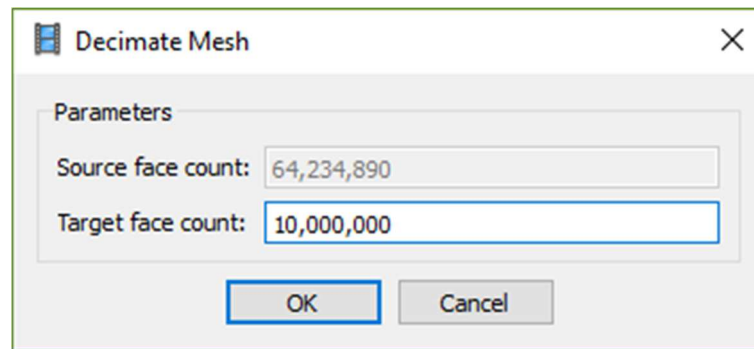 Decimate Mesh
Parameters
Source face count: 64,234,890
Target face count: 10,000,000
OK Cancel